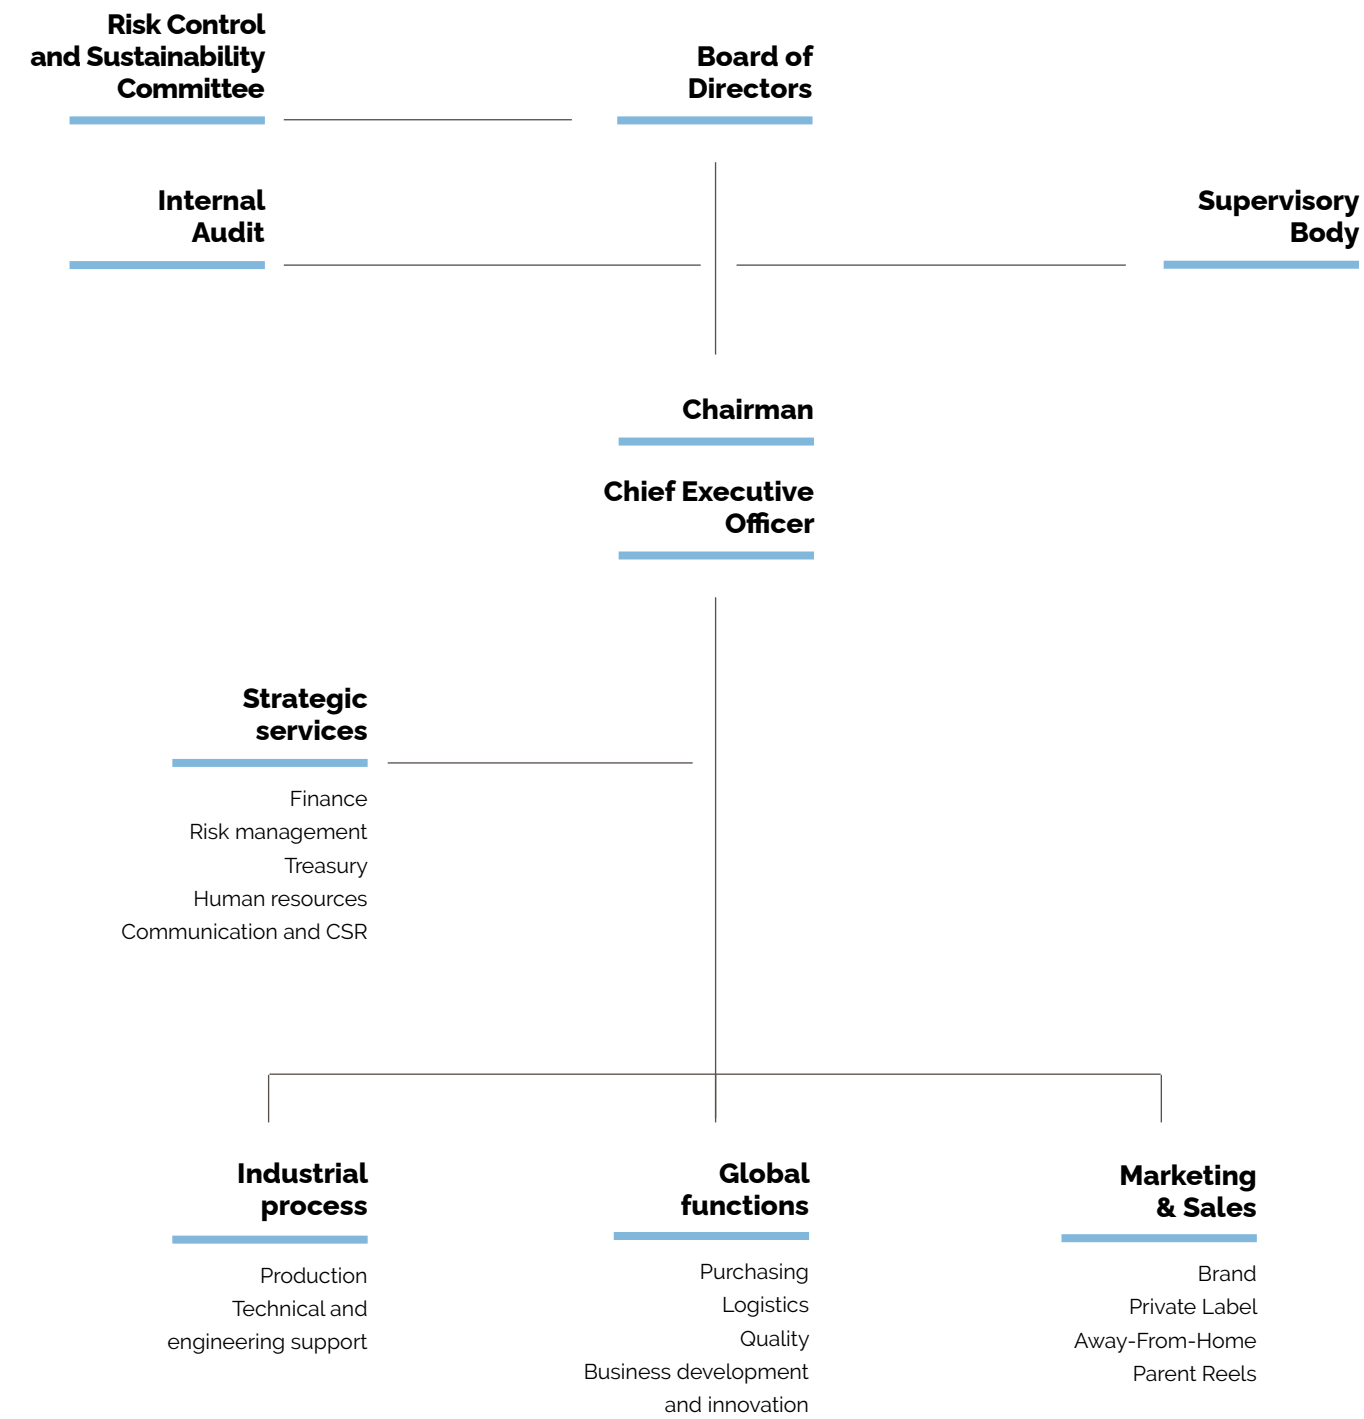 Risk Control
and Sustainability
Committee
Board of
Directors
Internal
Audit
Supervisory
Body
Chairman
Chief Executive
Officer
Strategic
services
Finance
Risk management
Treasury
Human resources
Communication and CSR
Industrial
process
Production
Technical and
engineering support
Global
functions
Purchasing
Logistics
Quality
Business development
and innovation
Marketing
& Sales
Brand
Private Label
Away-From-Home
Parent Reels